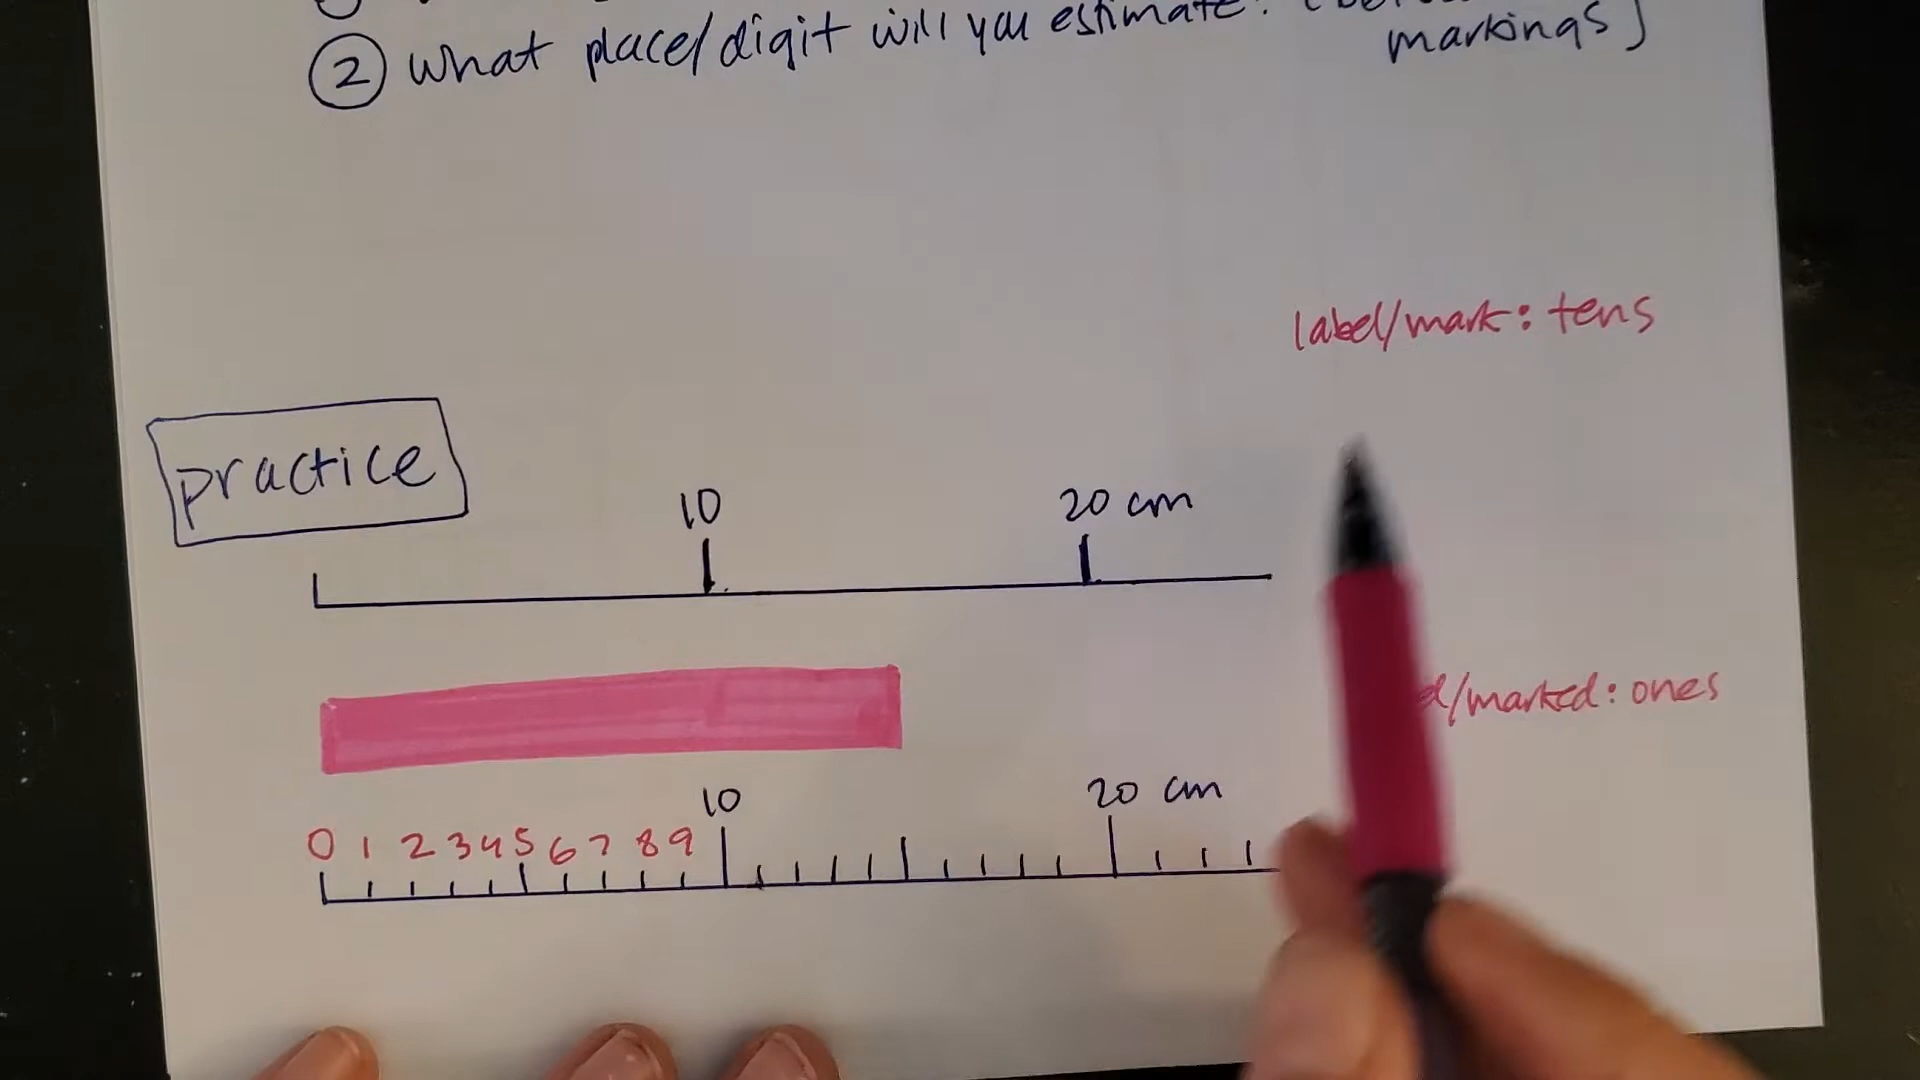 ② What place/digit will you estimate?
markings]
label/mark: tens
practice
10 20 cm
d/marked: ones
10 20 cm
0 1 2 3 4 5 6 7 8 9